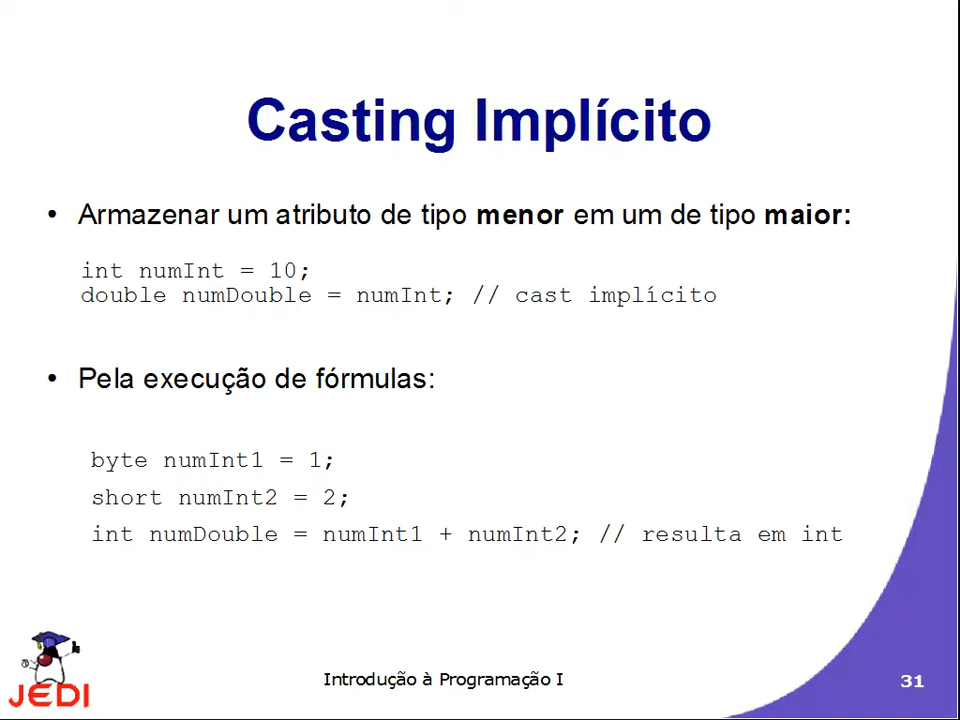 Casting Implícito
• Armazenar um atributo de tipo menor em um de tipo maior:
int numInt = 10;
double numDouble = numInt; // cast implícito
• Pela execução de fórmulas:
byte numInt1 = 1;
short numInt2 = 2;
int numDouble = numInt1 + numInt2; // resulta em int
JEDI
Introdução à Programação I
31